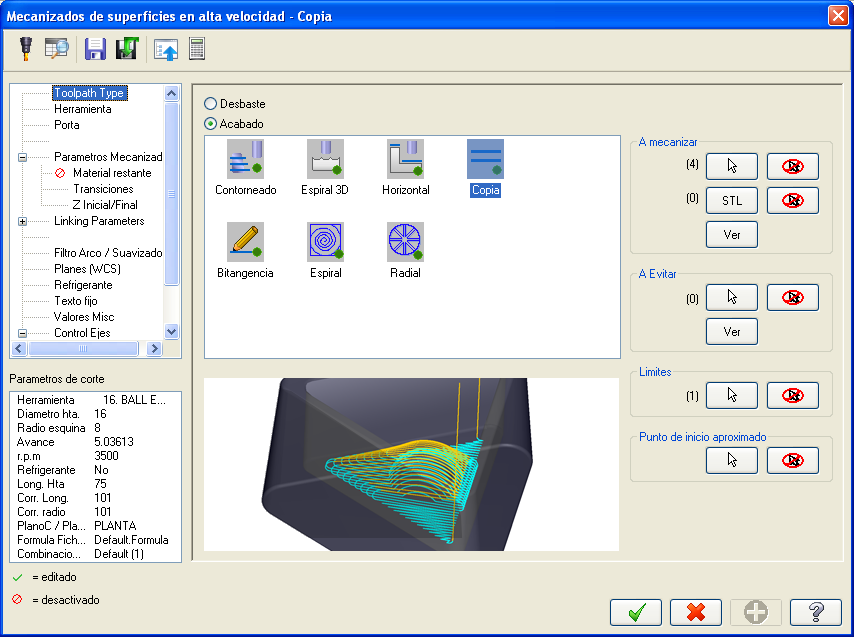 Mecanizados de superficies en alta velocidad - Copia
Toolpath Type
Herramienta
Porta
Parametros Mecanizad
Material restante
Transiciones
Z Inicial/Final
Linking Parameters
Filtro Arco / Suavizado
Planes (WCS)
Refrigerante
Texto fijo
Valores Misc
Control Ejes
Parametros de corte
Herramienta 16. BALL E...
Diametro hta. 16
Radio esquina 8
Avance 5.03613
r.p.m 3500
Refrigerante No
Long. Hta 75
Corr. Long. 101
Corr. radio 101
PlanoC / Pla... PLANTA
Formula Fich... Default.Formula
Combinacio... Default (1)
= editado
= desactivado
Desbaste
Acabado
Contorneado
Espiral 3D
Horizontal
Copia
Bitangencia
Espiral
Radial
A mecanizar
(4)
(0)
STL
Ver
A Evitar
(0)
Ver
Limites
(1)
Punto de inicio aproximado